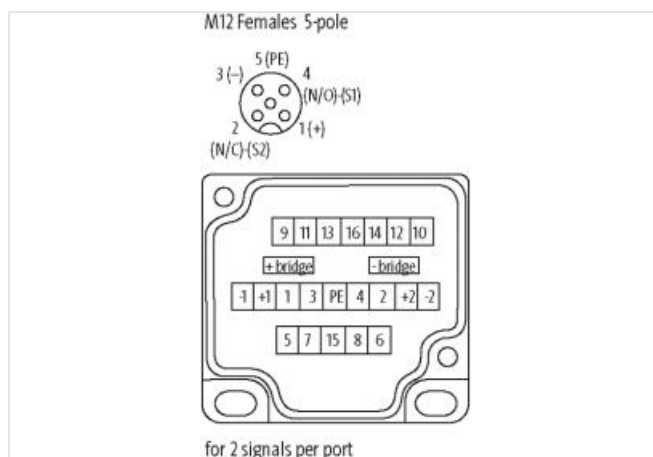 M12 Females 5-pole
5 (PE)
3 (–) 4
(N/O)-(S1)
2 1 (+)
(N/C)-(S2)
9 11 13 16 14 12 10
+ bridge - bridge
-1 +1 1 3 PE 4 2 +2 -2
5 7 15 8 6
for 2 signals per port